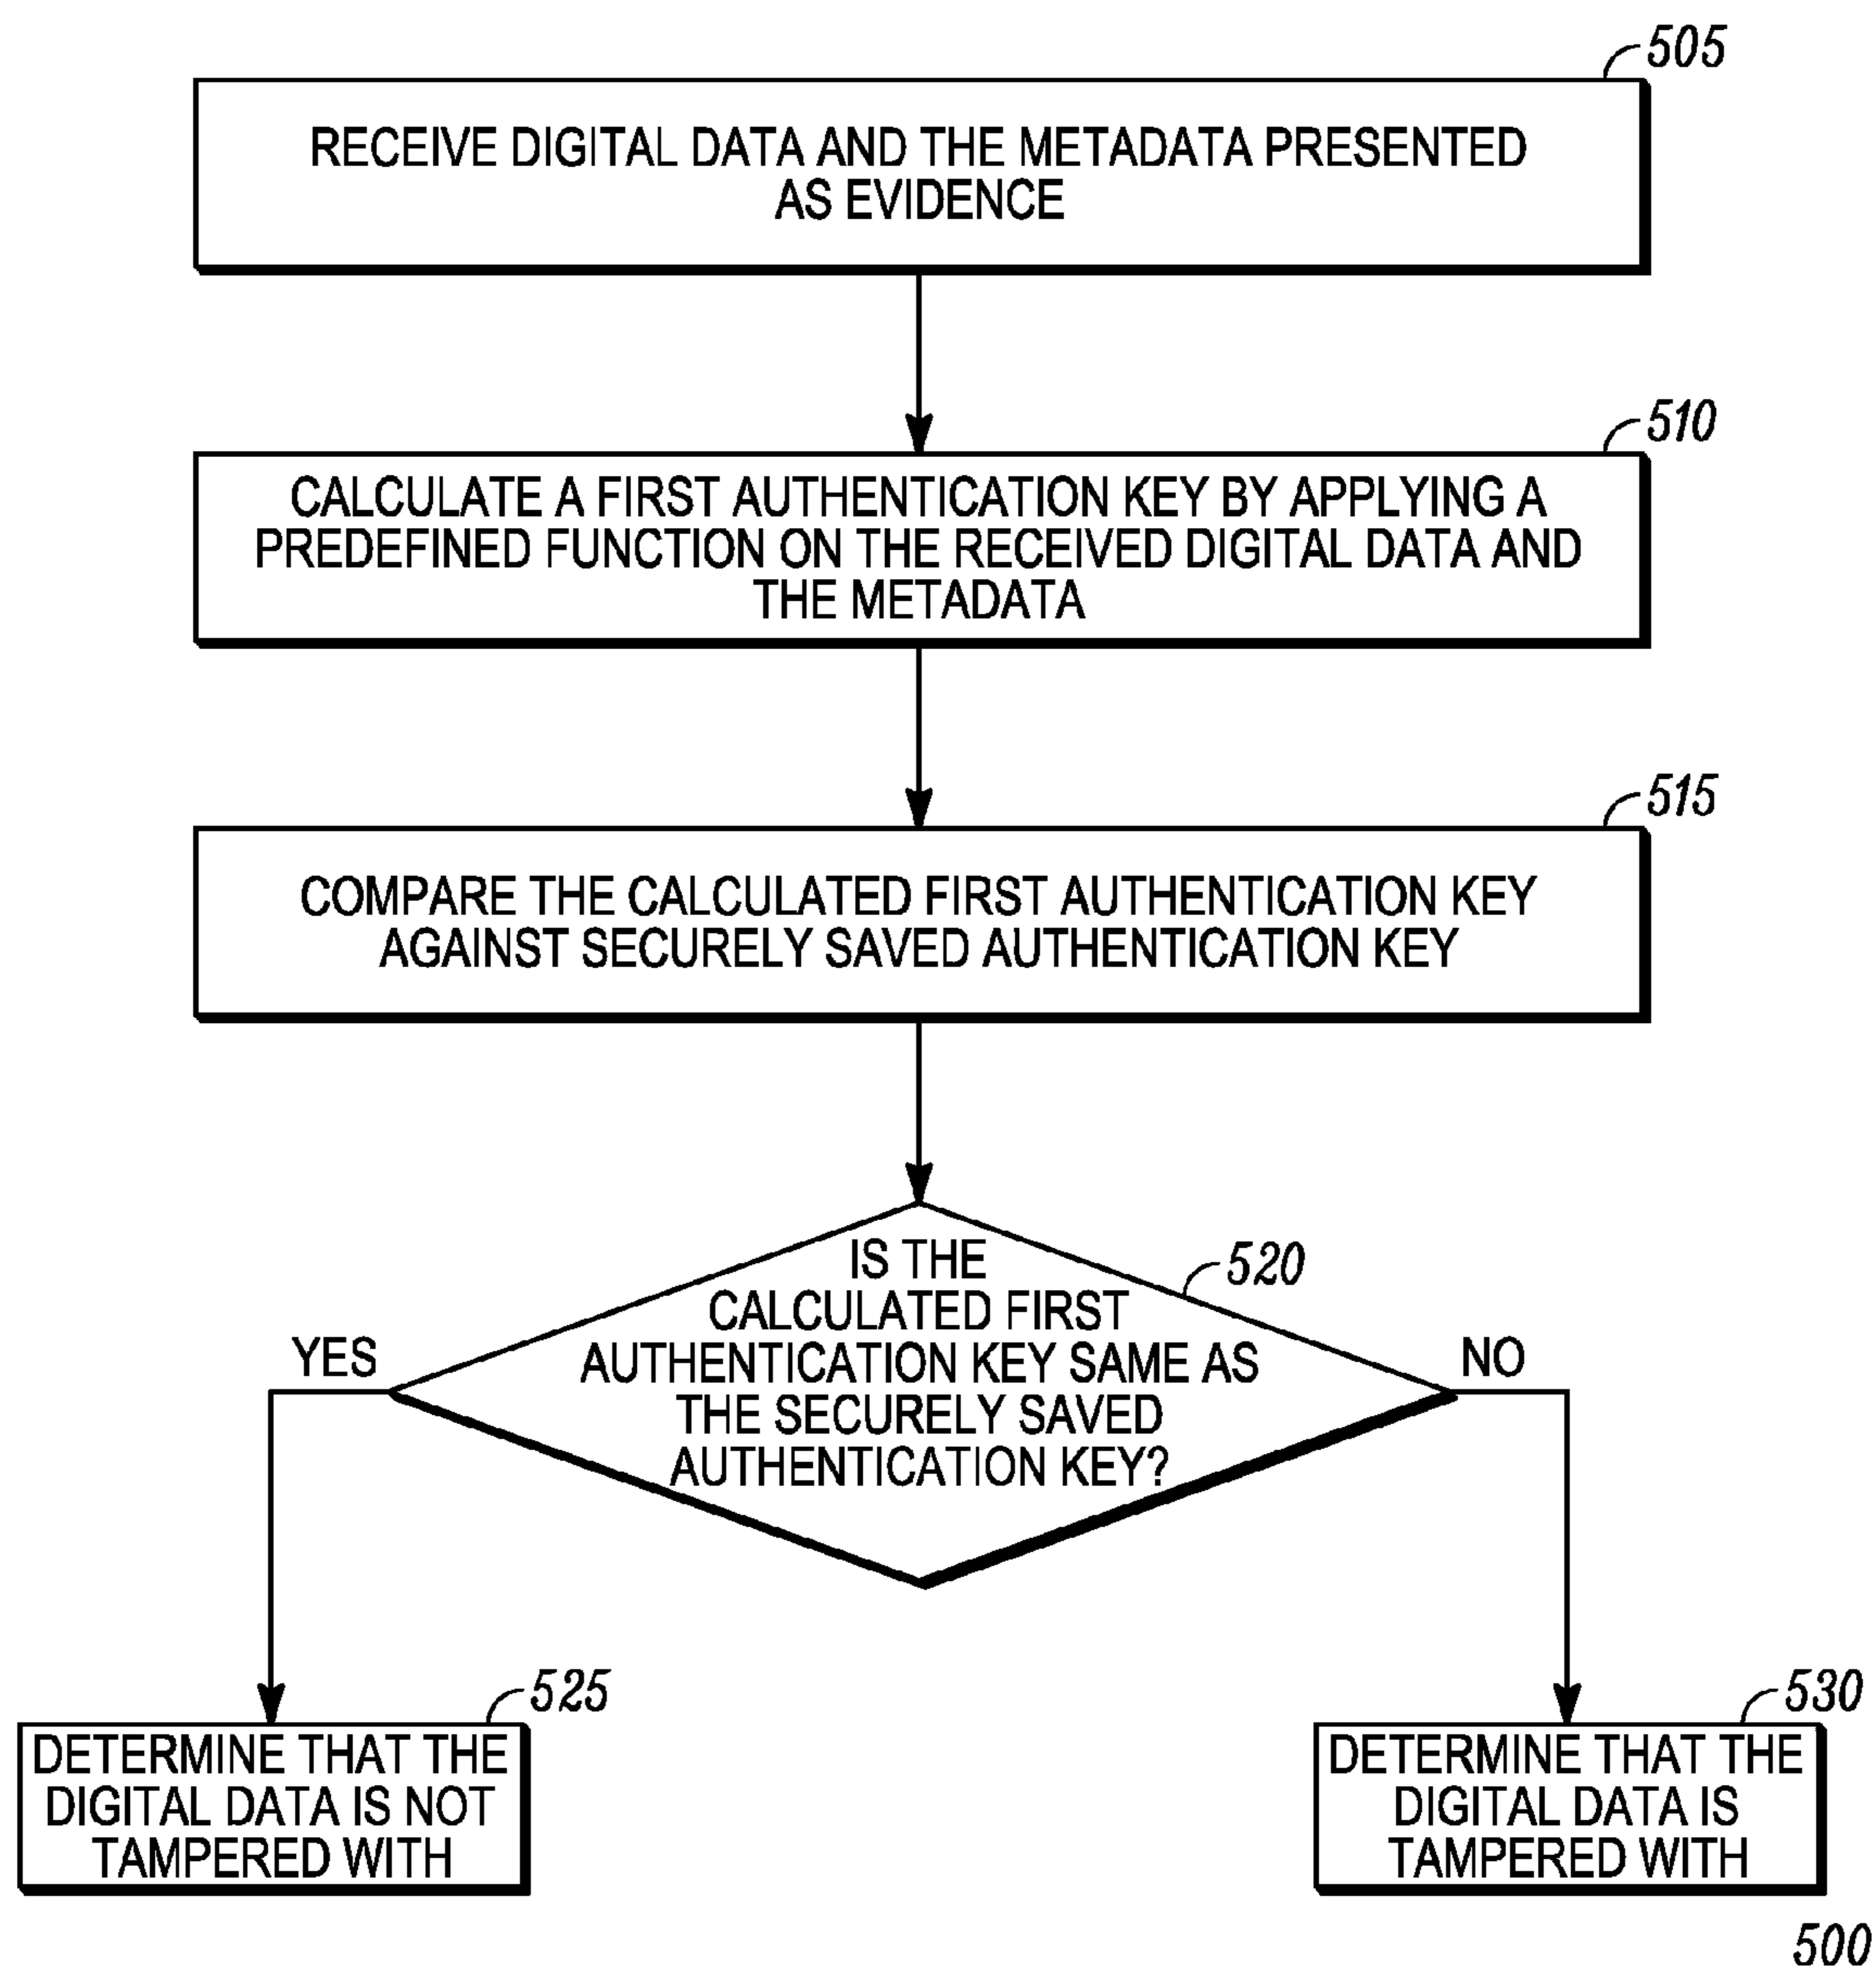 505
RECEIVE DIGITAL DATA AND THE METADATA PRESENTED
AS EVIDENCE
510
CALCULATE A FIRST AUTHENTICATION KEY BY APPLYING A
PREDEFINED FUNCTION ON THE RECEIVED DIGITAL DATA AND
THE METADATA
515
COMPARE THE CALCULATED FIRST AUTHENTICATION KEY
AGAINST SECURELY SAVED AUTHENTICATION KEY
520
IS THE
CALCULATED FIRST
AUTHENTICATION KEY SAME AS
THE SECURELY SAVED
AUTHENTICATION KEY?
YES
NO
525
DETERMINE THAT THE
DIGITAL DATA IS NOT
TAMPERED WITH
530
DETERMINE THAT THE
DIGITAL DATA IS
TAMPERED WITH
500